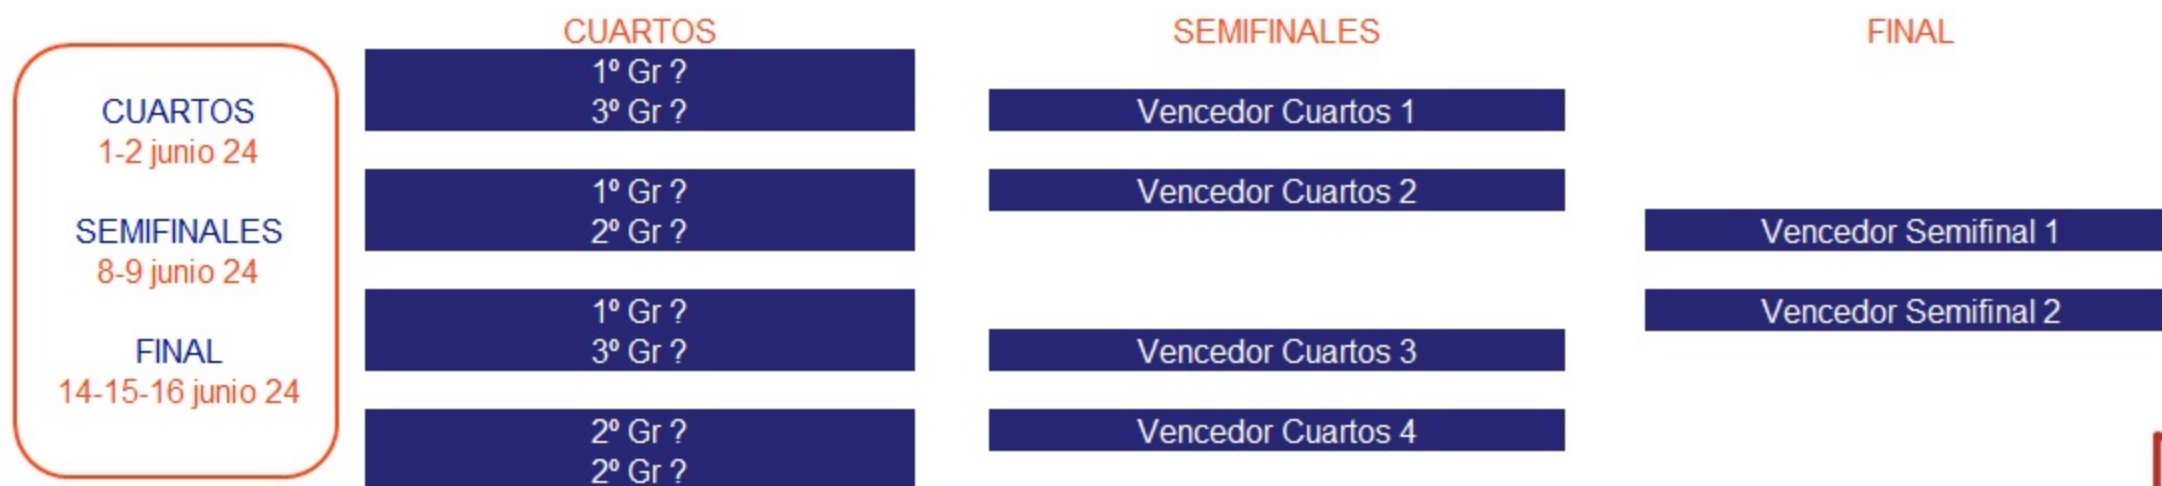 CUARTOS
1-2 junio 24
SEMIFINALES
8-9 junio 24
FINAL
14-15-16 junio 24
CUARTOS
1º Gr ?
3º Gr ?
1º Gr ?
2º Gr ?
1º Gr ?
3º Gr ?
2º Gr ?
2º Gr ?
SEMIFINALES
Vencedor Cuartos 1
Vencedor Cuartos 2
Vencedor Cuartos 3
Vencedor Cuartos 4
FINAL
Vencedor Semifinal 1
Vencedor Semifinal 2